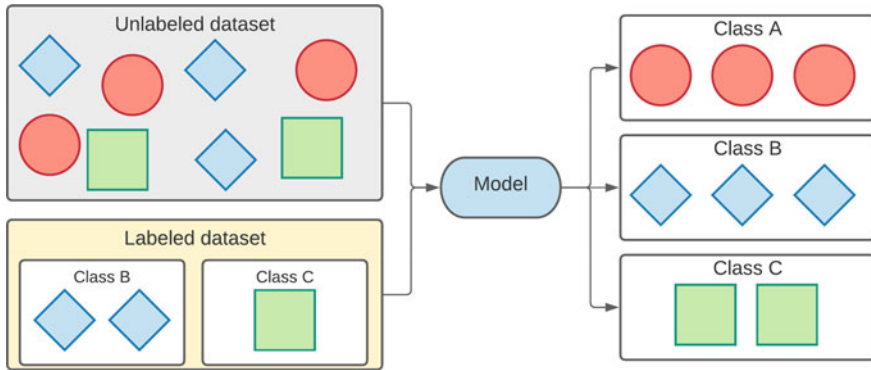 Unlabeled dataset
Labeled dataset
Class B
Class C
Model
Class A
Class B
Class C